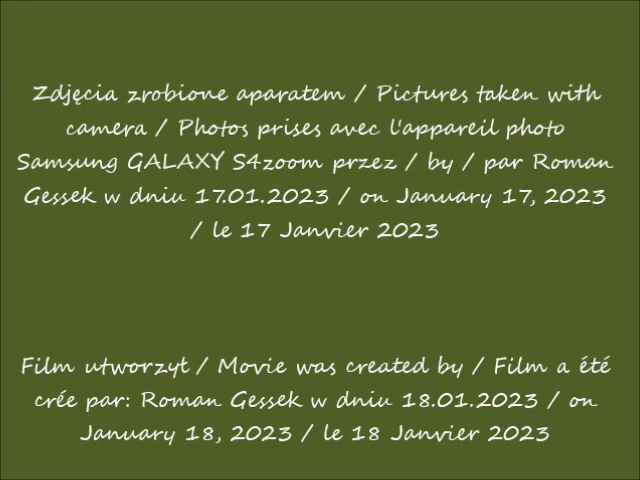 Zdjęcia zrobione aparatem / Pictures taken with
camera / Photos prises avec l'appareil photo
Samsung GALAXY S4zoom przez / by / par Roman
Gessek w dniu 17.01.2023 / on January 17, 2023
/ le 17 Janvier 2023
Film utworzył / Movie was created by / Film a été
crée par: Roman Gessek w dniu 18.01.2023 / on
January 18, 2023 / le 18 Janvier 2023